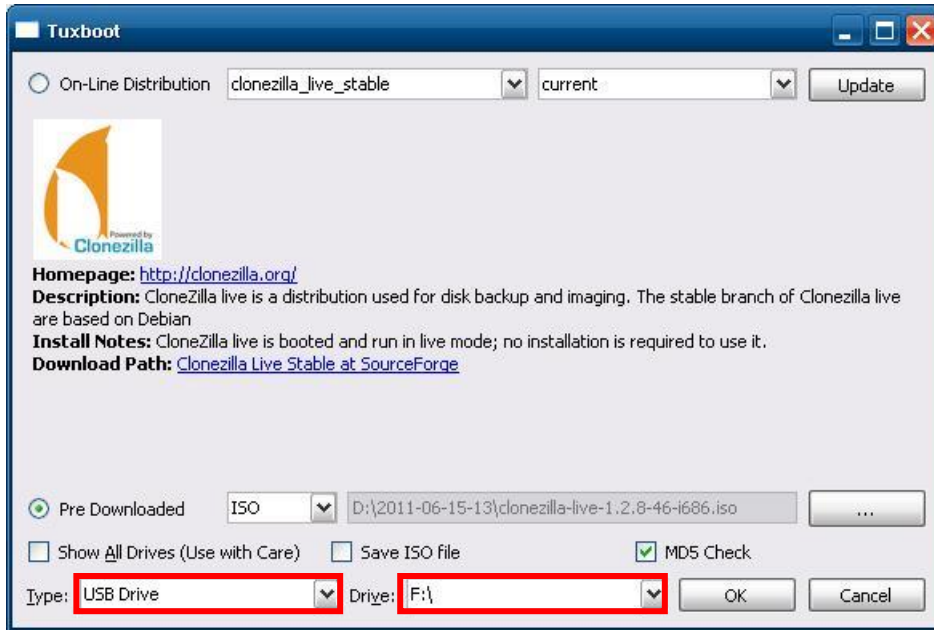 Tuxboot
On-Line Distribution clonezilla_live_stable current Update
Powered by
Clonezilla
Homepage: http://clonezilla.org/
Description: CloneZilla live is a distribution used for disk backup and imaging. The stable branch of Clonezilla live
are based on Debian
Install Notes: CloneZilla live is booted and run in live mode; no installation is required to use it.
Download Path: Clonezilla Live Stable at SourceForge
Pre Downloaded ISO D:\2011-06-15-13\clonezilla-live-1.2.8-46-i686.iso ...
Show All Drives (Use with Care) Save ISO file MD5 Check
Type: USB Drive Drive: F:\ OK Cancel